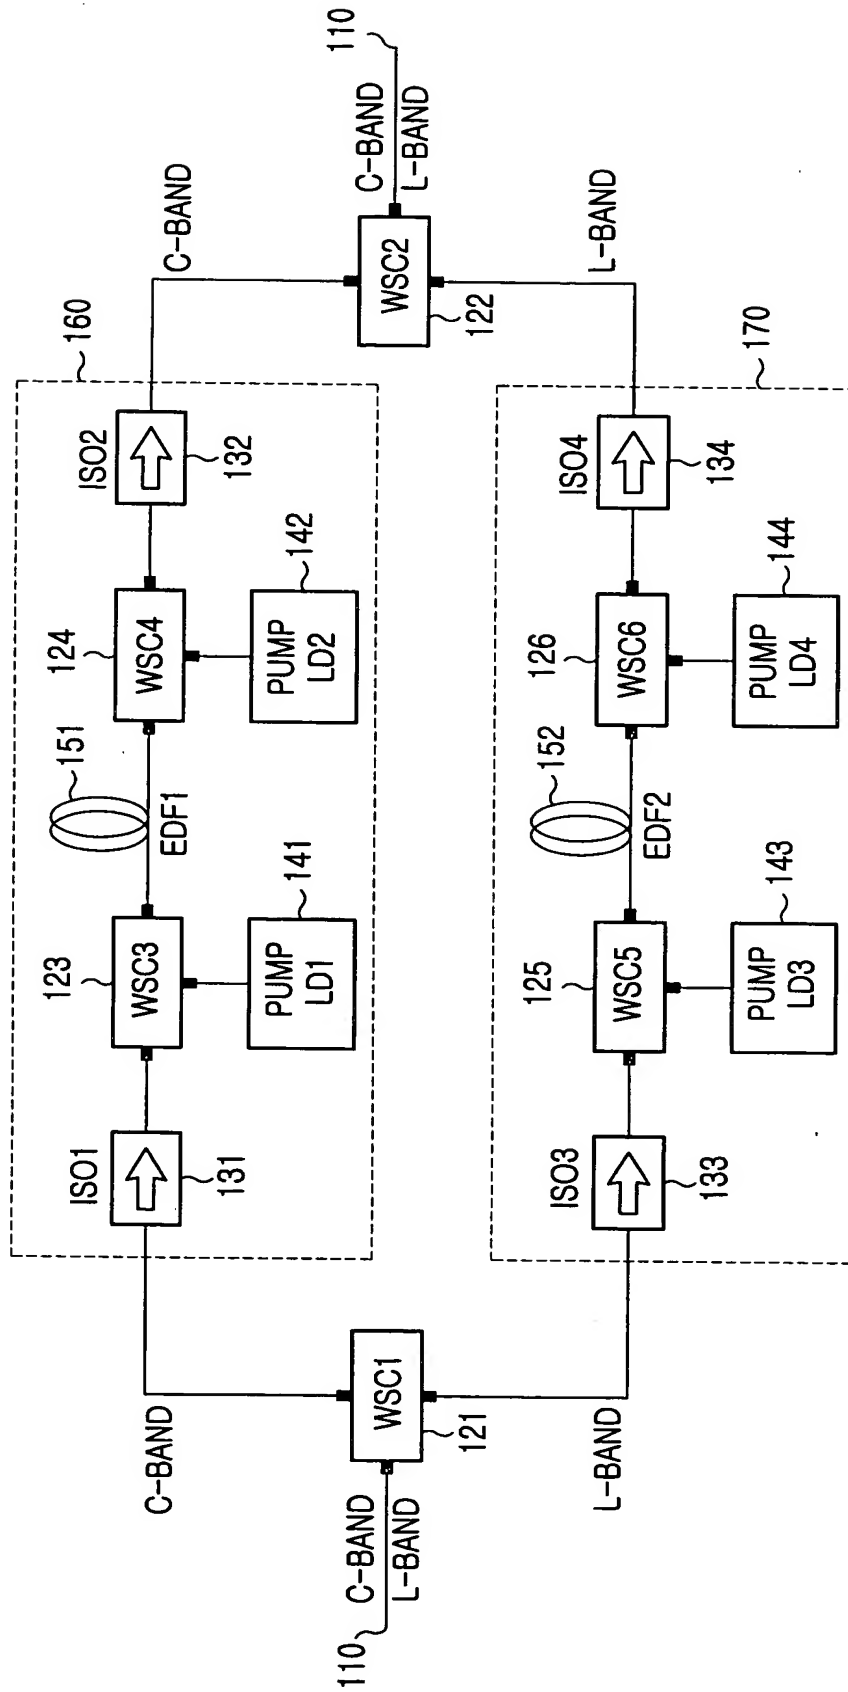 160
ISO1
131
123
WSC3
PUMP
LD1
141
151
EDF1
124
WSC4
PUMP
LD2
142
ISO2
132
C-BAND
C-BAND
110
C-BAND
L-BAND
WSC1
121
WSC2
122
C-BAND
L-BAND
110
L-BAND
L-BAND
170
ISO3
133
125
WSC5
PUMP
LD3
143
152
EDF2
126
WSC6
PUMP
LD4
144
ISO4
134